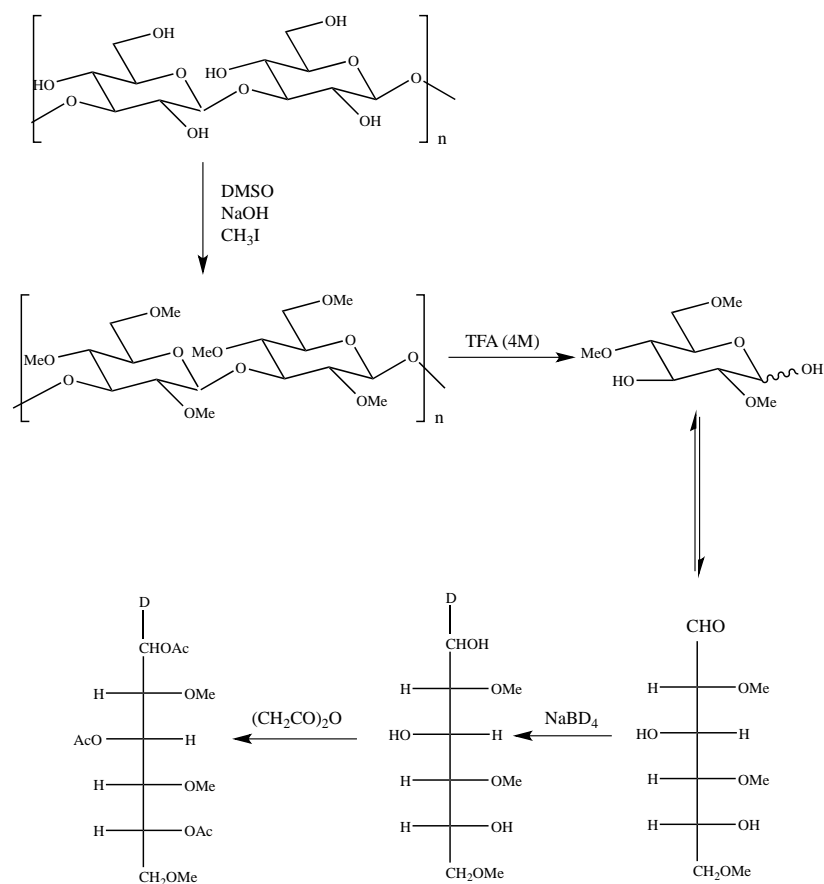 OH
OH
O
HO
O
HO
O
O
O
O
OH
OH
n
DMSO
NaOH
CH₃I
OMe
OMe
O
MeO
O
MeO
O
O
O
O
OMe
OMe
n
TFA (4M)
OMe
O
MeO
HO
OH
OMe
D
CHOAc
H
OMe
AcO
H
H
OMe
H
OAc
CH₂OMe
(CH₂CO)₂O
D
CHOH
H
OMe
HO
H
H
OMe
H
OH
CH₂OMe
NaBD₄
CHO
H
OMe
HO
H
H
OMe
H
OH
CH₂OMe